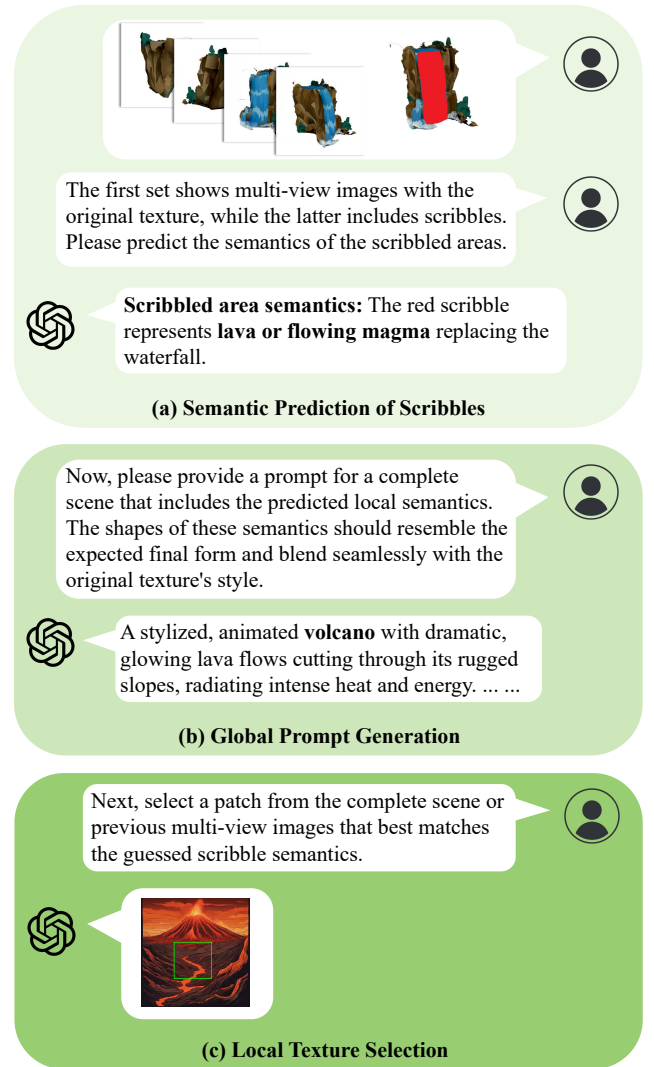 The first set shows multi-view images with the
original texture, while the latter includes scribbles.
Please predict the semantics of the scribbled areas.
Scribbled area semantics: The red scribble
represents lava or flowing magma replacing the
waterfall.
(a) Semantic Prediction of Scribbles
Now, please provide a prompt for a complete
scene that includes the predicted local semantics.
The shapes of these semantics should resemble the
expected final form and blend seamlessly with the
original texture's style.
A stylized, animated volcano with dramatic,
glowing lava flows cutting through its rugged
slopes, radiating intense heat and energy. ... ...
(b) Global Prompt Generation
Next, select a patch from the complete scene or
previous multi-view images that best matches
the guessed scribble semantics.
(c) Local Texture Selection